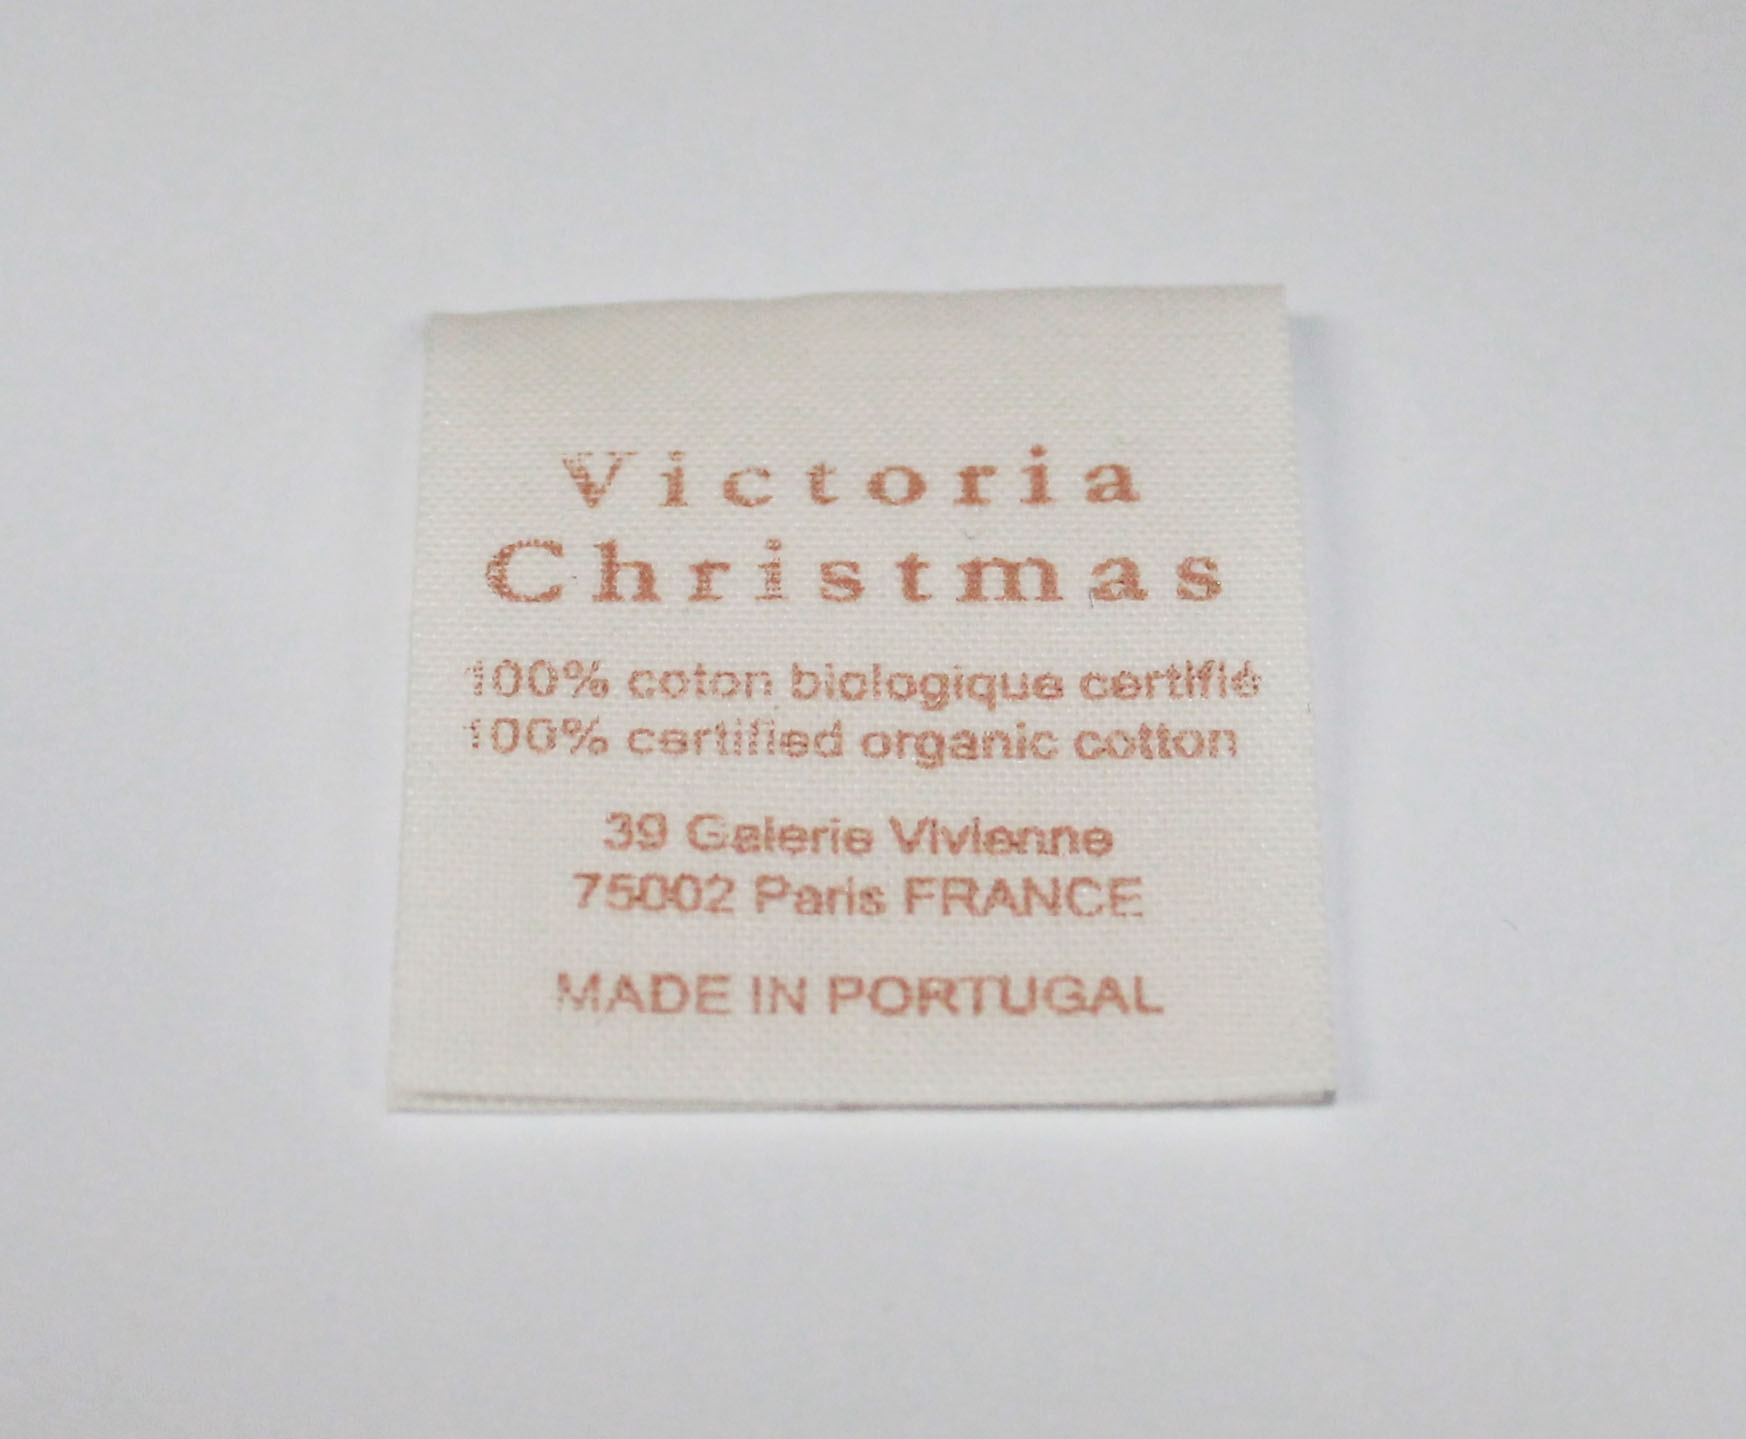 Victoria
Christmas
100% coton biologique certifié
100% certified organic cotton
39 Galerie Vivienne
75002 Paris FRANCE
MADE IN PORTUGAL